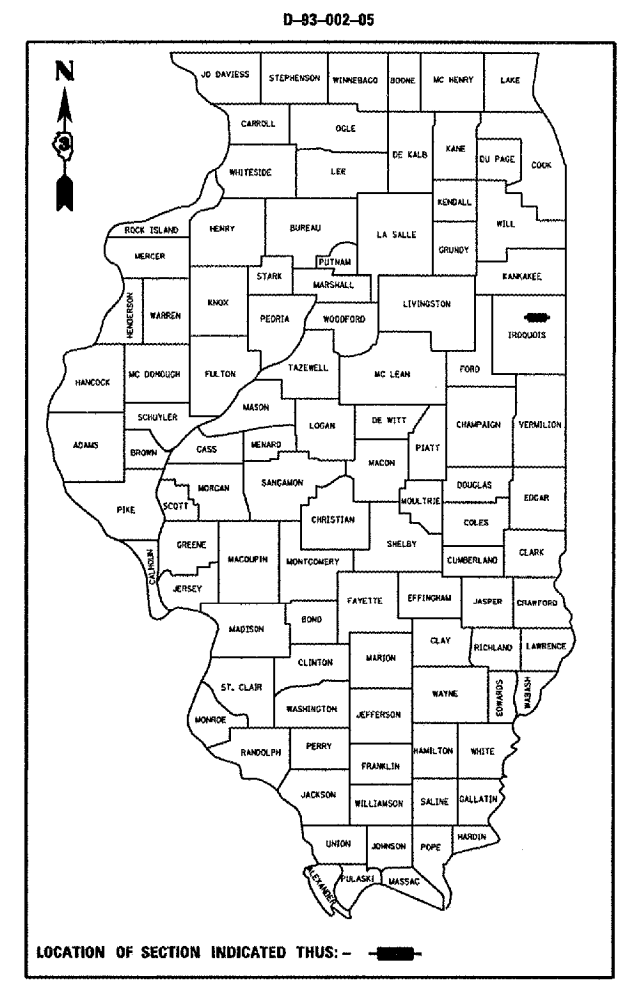 D-93-002-05
N
3
JO DAVIESS STEPHENSON WINNEBAGO BOONE MC HENRY LAKE
CARROLL OGLE DE KALB KANE DU PAGE COOK
WHITESIDE LEE
KENDALL WILL
ROCK ISLAND HENRY BUREAU LA SALLE GRUNDY
MERCER PUTNAM KANKAKEE
STARK MARSHALL
HENDERSON WARREN KNOX PEORIA WOODFORD LIVINGSTON IROQUOIS
HANCOCK MC DONOUGH FULTON TAZEWELL MC LEAN FORD
SCHUYLER MASON LOGAN DE WITT CHAMPAIGN VERMILION
ADAMS BROWN CASS MENARD MACON PIATT
PIKE SCOTT MORGAN SANGAMON MOULTRIE DOUGLAS EDGAR
CHRISTIAN COLES
CALHOUN GREENE MACOUPIN MONTGOMERY SHELBY CUMBERLAND CLARK
JERSEY FAYETTE EFFINGHAM JASPER CRAWFORD
MADISON BOND
CLINTON MARION CLAY RICHLAND LAWRENCE
ST. CLAIR WAYNE EDWARDS WABASH
MONROE WASHINGTON JEFFERSON
RANDOLPH PERRY HAMILTON WHITE
FRANKLIN
JACKSON WILLIAMSON SALINE GALLATIN
UNION JOHNSON POPE HARDIN
ALEXANDER PULASKI MASSAC
LOCATION OF SECTION INDICATED THUS: -